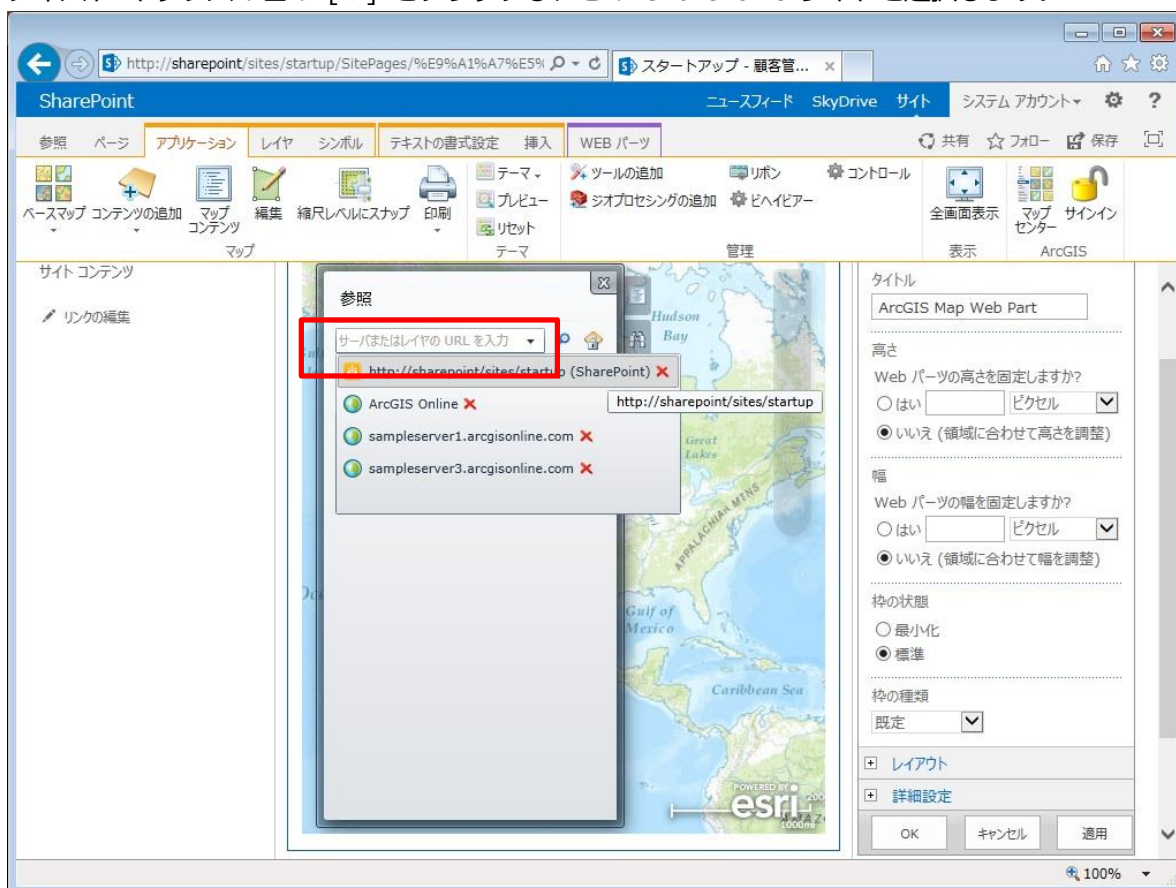 http://sharepoint/sites/startup/SitePages/%E9%A1%A7%E5%
スタートアップ - 顧客管...
SharePoint
ニュースフィード SkyDrive サイト システム アカウント ?
参照 ページ アプリケーション レイヤ シンボル テキストの書式設定 挿入 WEB パーツ 共有 フォロー 保存
ベースマップ コンテンツの追加 マップ コンテンツ 編集 縮尺レベルにスナップ 印刷
テーマ
プレビュー
リセット
ツールの追加 リボン コントロール
ジオプロセシングの追加 ビヘイビアー
全画面表示 マップ センター サインイン
マップ テーマ 管理 表示 ArcGIS
サイト コンテンツ
リンクの編集
参照
サーバまたはレイヤの URL を入力
http://sharepoint/sites/startup (SharePoint)
http://sharepoint/sites/startup
ArcGIS Online
sampleserver1.arcgisonline.com
sampleserver3.arcgisonline.com
Hudson
Bay
Great
Lakes
APPALACHIAN MTNS
Gulf of
Mexico
Caribbean Sea
POWERED BY
esri
タイトル
ArcGIS Map Web Part
高さ
Web パーツの高さを固定しますか?
はい ピクセル
いいえ (領域に合わせて高さを調整)
幅
Web パーツの幅を固定しますか?
はい ピクセル
いいえ (領域に合わせて幅を調整)
枠の状態
最小化
標準
枠の種類
既定
レイアウト
詳細設定
OK キャンセル 適用
100%